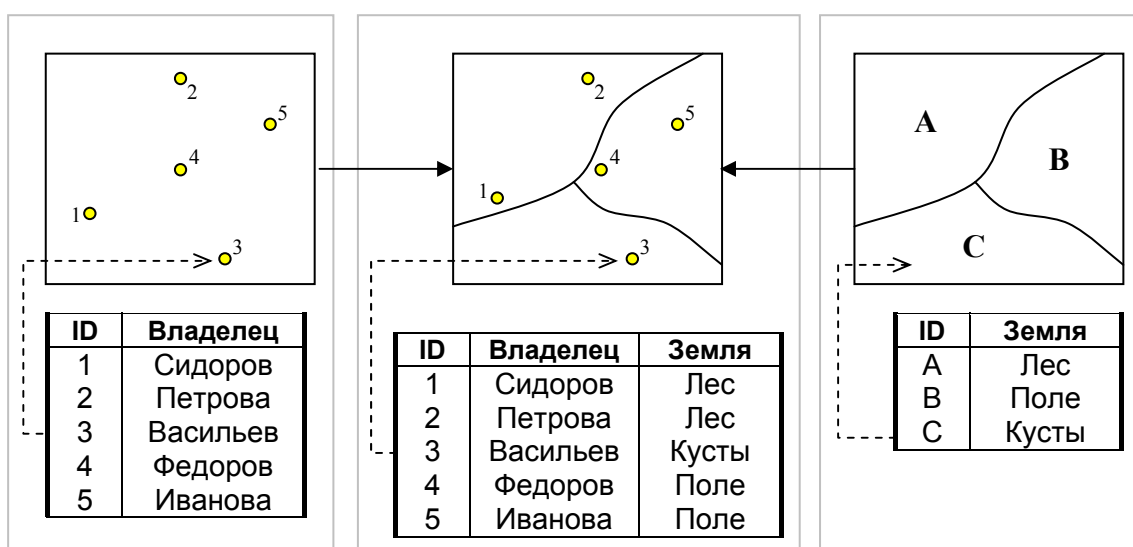 2
5
4
1
3
ID Владелец
1 Сидоров
2 Петрова
3 Васильев
4 Федоров
5 Иванова
2
5
4
1
3
ID Владелец Земля
1 Сидоров Лес
2 Петрова Лес
3 Васильев Кусты
4 Федоров Поле
5 Иванова Поле
A
B
C
ID Земля
A Лес
B Поле
C Кусты